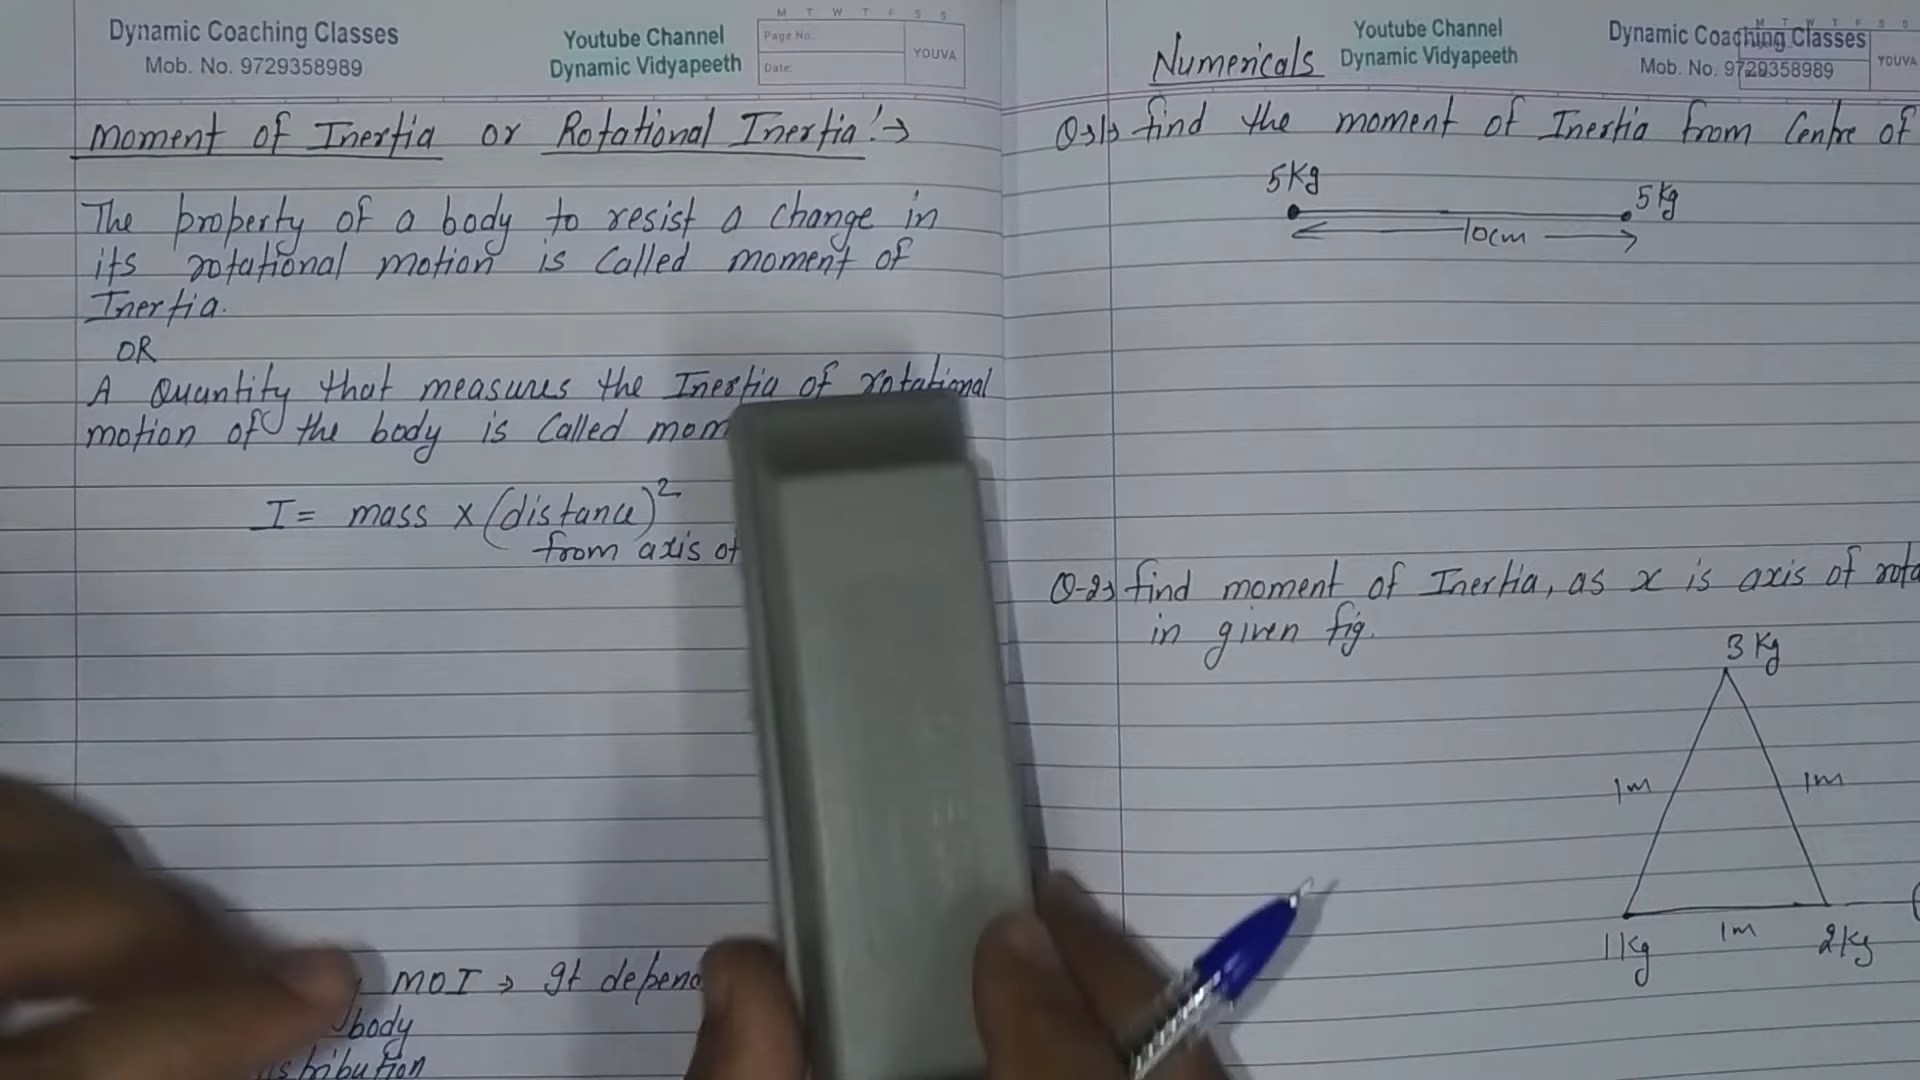 Dynamic Coaching Classes
Mob. No. 9729358989
Youtube Channel
Dynamic Vidyapeeth
M T W T F S S
Page No.
Date:
YOUVA
Moment of Inertia or Rotational Inertia:→
The property of a body to resist a change in
its rotational motion is called moment of
Inertia.
OR
A Quantity that measures the Inertia of rotational
motion of the body is called mom
I = mass x (distance)²
from axis of
MOI → It depend
body
Numericals
Youtube Channel
Dynamic Vidyapeeth
Dynamic Coaching Classes
Mob. No. 9729358989
M T W T F S S
YOUVA
Q→1) find the moment of Inertia from Centre of
5Kg
5Kg
10cm
Q-2) find moment of Inertia, as x is axis of rota
in given fig.
3 Kg
1m
1m
1Kg
1m
2Kg